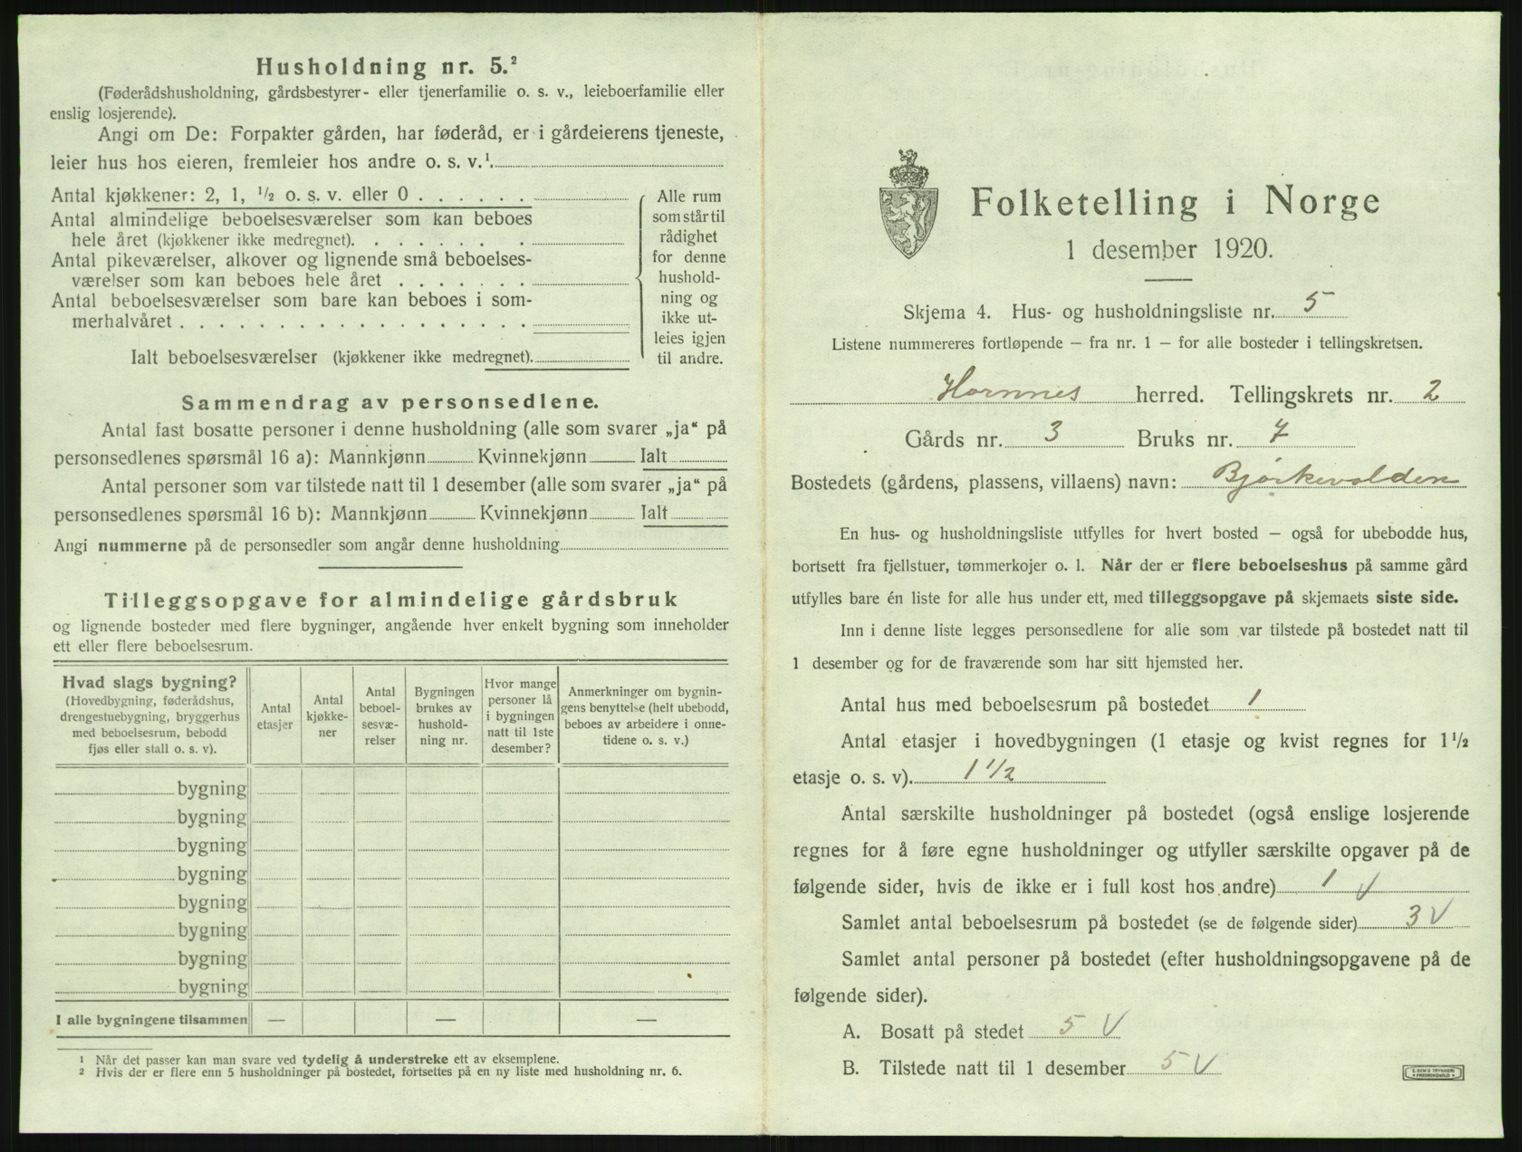 Husholdning nr. 5.²
(Føderådshusholdning, gårdsbestyrer- eller tjenerfamilie o. s. v., leieboerfamilie eller
enslig losjerende).
Angi om De: Forpakter gården, har føderåd, er i gårdeierens tjeneste,
leier hus hos eieren, fremleier hos andre o. s. v.¹.
Antal kjøkkener: 2, 1, ½ o. s. v. eller 0 . . . . . .
Antal almindelige beboelsesværelser som kan beboes
hele året (kjøkkener ikke medregnet). . . . . . . .
Antal pikeværelser, alkover og lignende små beboelses-
værelser som kan beboes hele året . . . . . . .
Antal beboelsesværelser som bare kan beboes i som-
merhalvåret . . . . . . . . . . . . . . . . . .
Ialt beboelsesværelser (kjøkkener ikke medregnet).
Alle rum
som står til
rådighet
for denne
hushold-
ning og
ikke ut-
leies igjen
til andre.
Sammendrag av personsedlene.
Antal fast bosatte personer i denne husholdning (alle som svarer „ja“ på
personsedlenes spørsmål 16 a): Mannkjønn Kvinnekjønn Ialt
Antal personer som var tilstede natt til 1 desember (alle som svarer „ja“ på
personsedlenes spørsmål 16 b): Mannkjønn Kvinnekjønn Ialt
Angi nummerne på de personsedler som angår denne husholdning
Tilleggsopgave for almindelige gårdsbruk
og lignende bosteder med flere bygninger, angående hver enkelt bygning som inneholder
ett eller flere beboelsesrum.
Hvad slags bygning?
(Hovedbygning, føderådshus,
drengestuebygning, bryggerhus
med beboelsesrum, bebodd
fjøs eller stall o. s. v).
Antal
etasjer
Antal
kjøkke-
ner
Antal
beboel-
sesvæ-
relser
Bygningen
brukes av
hushold-
ning nr.
Hvor mange
personer lå
i bygningen
natt til 1ste
desember?
Anmerkninger om bygnin-
gens benyttelse (helt ubebodd,
beboes av arbeidere i onne-
tidene o. s. v.)
bygning
bygning
bygning
bygning
bygning
bygning
bygning
bygning
I alle bygningene tilsammen — — —
¹ Når det passer kan man svare ved tydelig å understreke ett av eksemplene.
² Hvis der er flere enn 5 husholdninger på bostedet, fortsettes på en ny liste med husholdning nr. 6.
Folketelling i Norge
1 desember 1920.
Skjema 4. Hus- og husholdningsliste nr. 5
Listene nummereres fortløpende — fra nr. 1 — for alle bosteder i tellingskretsen.
Hornnes herred. Tellingskrets nr. 2
Gårds nr. 3 Bruks nr. 7
Bostedets (gårdens, plassens, villaens) navn: Bjørkevolden
En hus- og husholdningsliste utfylles for hvert bosted — også for ubebodde hus,
bortsett fra fjellstuer, tømmerkojer o. l. Når der er flere beboelseshus på samme gård
utfylles bare én liste for alle hus under ett, med tilleggsopgave på skjemaets siste side.
Inn i denne liste legges personsedlene for alle som var tilstede på bostedet natt til
1 desember og for de fraværende som har sitt hjemsted her.
Antal hus med beboelsesrum på bostedet 1
Antal etasjer i hovedbygningen (1 etasje og kvist regnes for 1½
etasje o. s. v). 1½
Antal særskilte husholdninger på bostedet (også enslige losjerende
regnes for å føre egne husholdninger og utfyller særskilte opgaver på de
følgende sider, hvis de ikke er i full kost hos andre) 1 V
Samlet antal beboelsesrum på bostedet (se de følgende sider) 3 V
Samlet antal personer på bostedet (efter husholdningsopgavene på de
følgende sider).
A. Bosatt på stedet 5 V
B. Tilstede natt til 1 desember 5 V